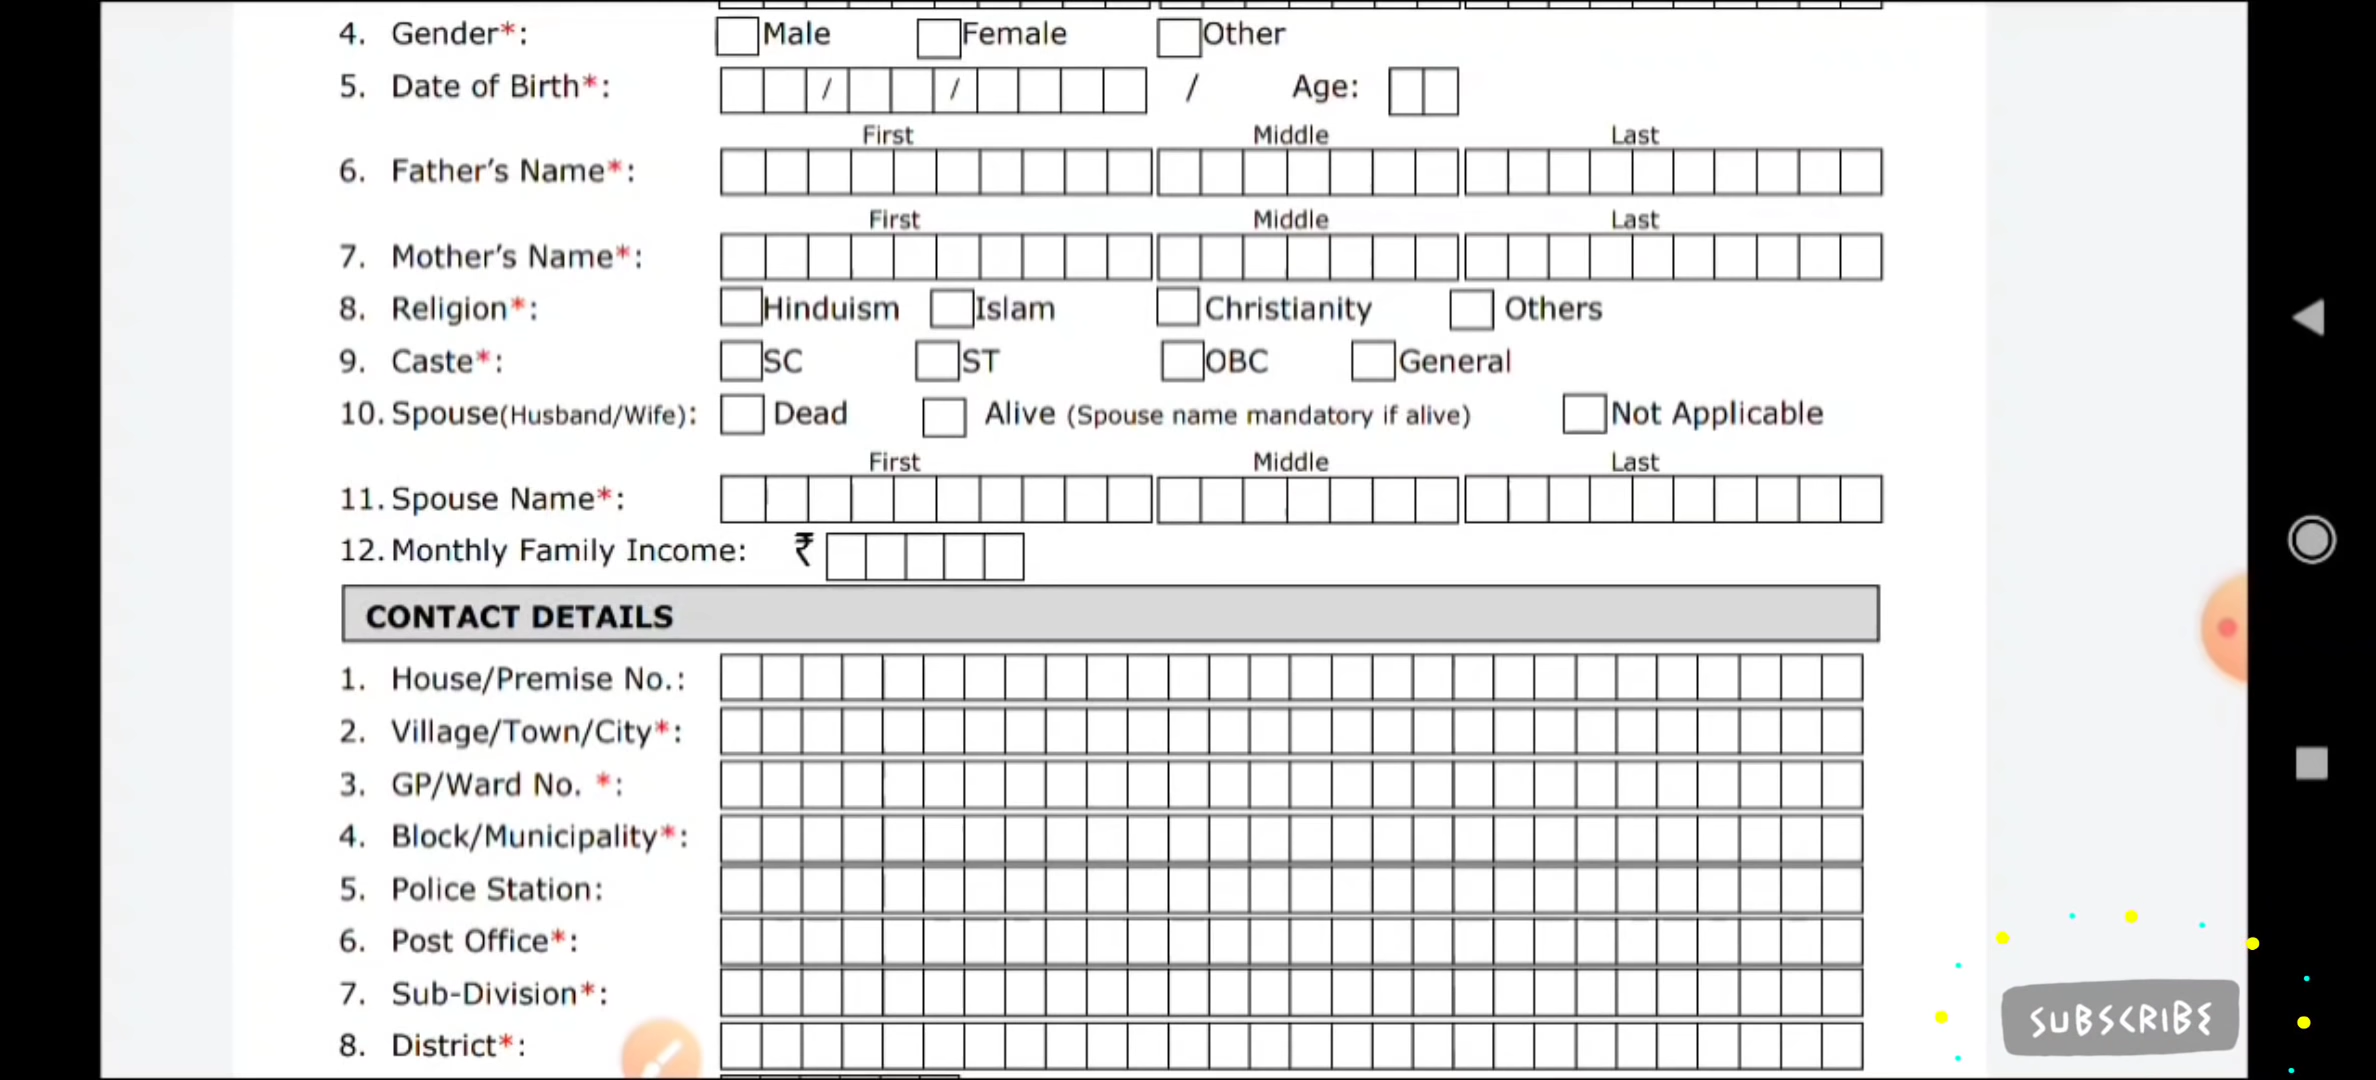 4. Gender*: Male Female Other
5. Date of Birth*: / / / Age:
First Middle Last
6. Father’s Name*:
First Middle Last
7. Mother’s Name*:
8. Religion*: Hinduism Islam Christianity Others
9. Caste*: SC ST OBC General
10. Spouse(Husband/Wife): Dead Alive (Spouse name mandatory if alive) Not Applicable
First Middle Last
11. Spouse Name*:
12. Monthly Family Income: ₹
CONTACT DETAILS
1. House/Premise No.:
2. Village/Town/City*:
3. GP/Ward No. *:
4. Block/Municipality*:
5. Police Station:
6. Post Office*:
7. Sub-Division*:
8. District*:
SUBSCRIBE